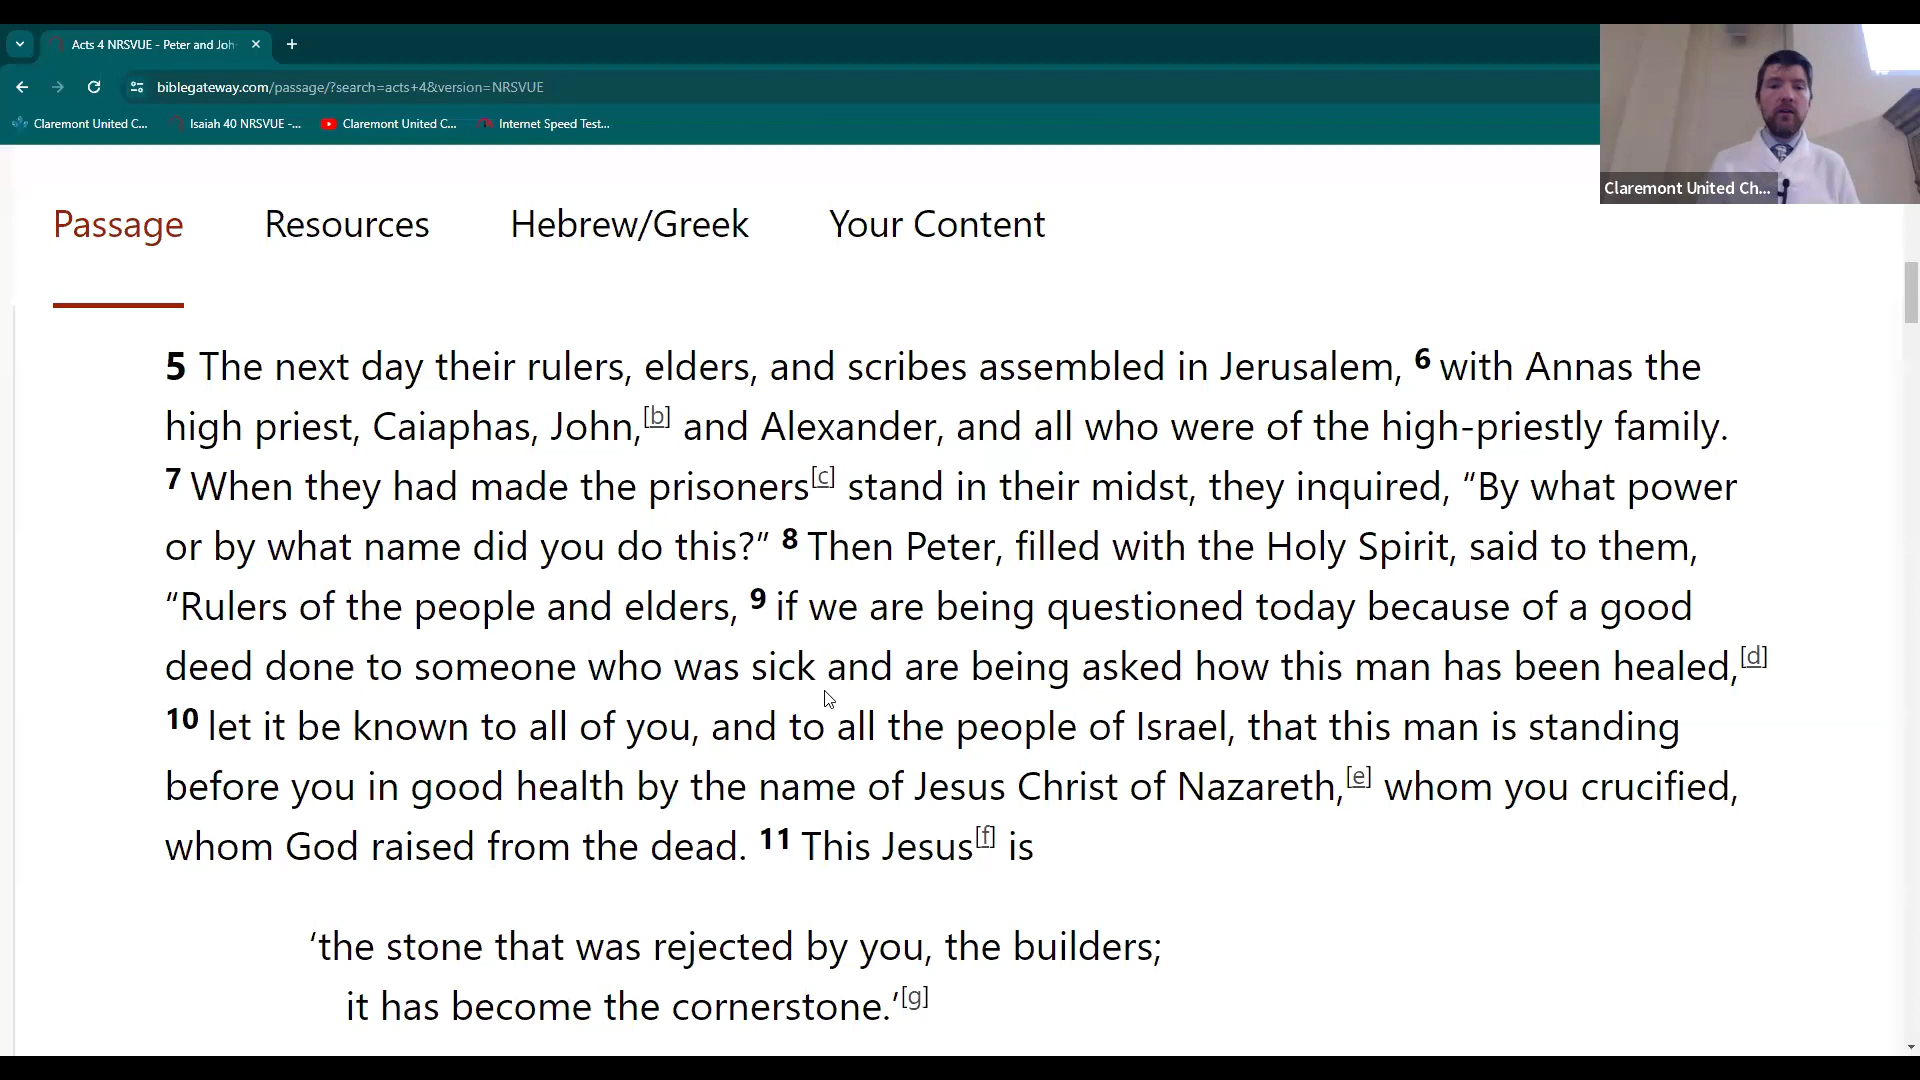 Acts 4 NRSVUE - Peter and Joh
biblegateway.com/passage/?search=acts+4&version=NRSVUE
Claremont United C... Isaiah 40 NRSVUE -... Claremont United C... Internet Speed Test...
Claremont United Ch...
Passage Resources Hebrew/Greek Your Content
5 The next day their rulers, elders, and scribes assembled in Jerusalem, 6 with Annas the
high priest, Caiaphas, John,[b] and Alexander, and all who were of the high-priestly family.
7 When they had made the prisoners[c] stand in their midst, they inquired, “By what power
or by what name did you do this?” 8 Then Peter, filled with the Holy Spirit, said to them,
“Rulers of the people and elders, 9 if we are being questioned today because of a good
deed done to someone who was sick and are being asked how this man has been healed,[d]
10 let it be known to all of you, and to all the people of Israel, that this man is standing
before you in good health by the name of Jesus Christ of Nazareth,[e] whom you crucified,
whom God raised from the dead. 11 This Jesus[f] is
‘the stone that was rejected by you, the builders;
it has become the cornerstone.’[g]